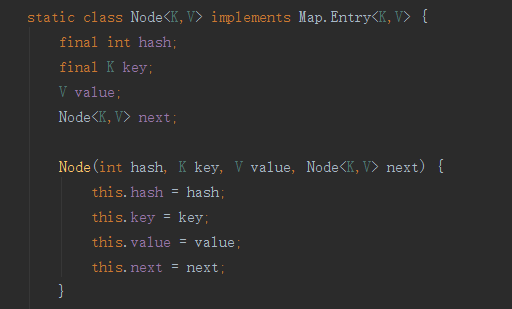 static class Node<K,V> implements Map.Entry<K,V> {
final int hash;
final K key;
V value;
Node<K,V> next;
Node(int hash, K key, V value, Node<K,V> next) {
this.hash = hash;
this.key = key;
this.value = value;
this.next = next;
}